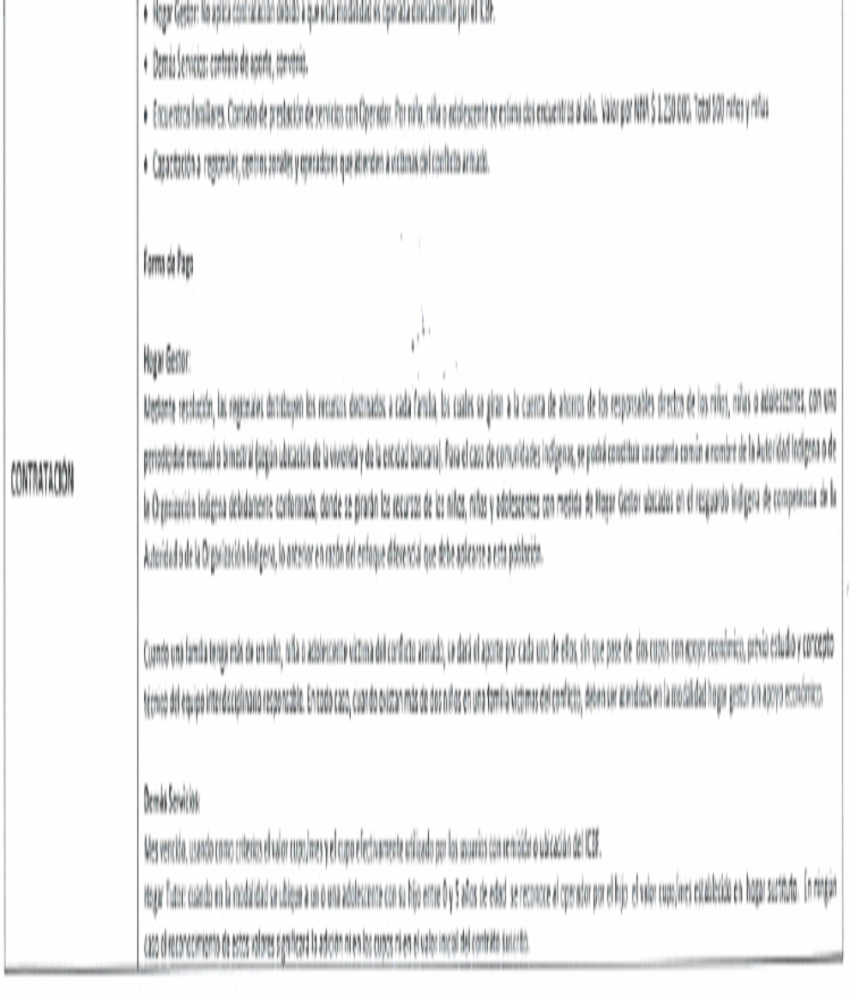 • Hogar Gestor: No aplica contratación debido a que esta modalidad es operada directamente por el ICBF.
• Demás Servicios: contrato de aporte, convenio.
• Encuentros familiares. Contrato de prestación de servicios con Operador. Por niño, niña o adolescente se estima dos encuentros al año. Valor por NNA $ 1.250.000. Total 500 niños y niñas
• Capacitación a regionales, centros zonales y operadores que atienden a víctimas del conflicto armado.
Forma de Pago
Hogar Gestor:
Mediante resolución, las regionales distribuyen los recursos destinados a cada familia, los cuales se giran a la cuenta de ahorros de los responsables directos de los niños, niñas o adolescentes, con una
periodicidad mensual o bimestral (según ubicación de la vivienda y de la entidad bancaria). Para el caso de comunidades indígenas, se podrá constituir una cuenta común a nombre de la Autoridad Indígena o de
CONTRATACIÓN
la Organización Indígena debidamente conformada, donde se girarán los recursos de los niños, niñas y adolescentes con medida de Hogar Gestor ubicados en el resguardo indígena de competencia de la
Autoridad o de la Organización Indígena, lo anterior en razón del enfoque diferencial que debe aplicarse a esta población.
Cuando una familia tenga más de un niño, niña o adolescente víctima del conflicto armado, se dará el aporte por cada uno de ellos, sin que pase de dos cupos con apoyo económico, previo estudio y concepto
técnico del equipo interdisciplinario responsable. En todo caso, cuando existan más de dos niños en una familia víctimas del conflicto, deben ser atendidos en la modalidad hogar gestor sin apoyo económico.
Demás Servicios:
Mes vencido, usando como criterios el valor cupo/mes y el cupo efectivamente utilizado por los usuarios con remisión o ubicación del ICBF.
Hogar Tutor: cuando en la modalidad se ubique a un o una adolescente con su hijo entre 0 y 5 años de edad se reconoce al operador por el hijo el valor cupo/mes establecido en hogar sustituto. En ningún
caso el reconocimiento de estos valores significará la adición ni en los cupos ni en el valor inicial del contrato suscrito.